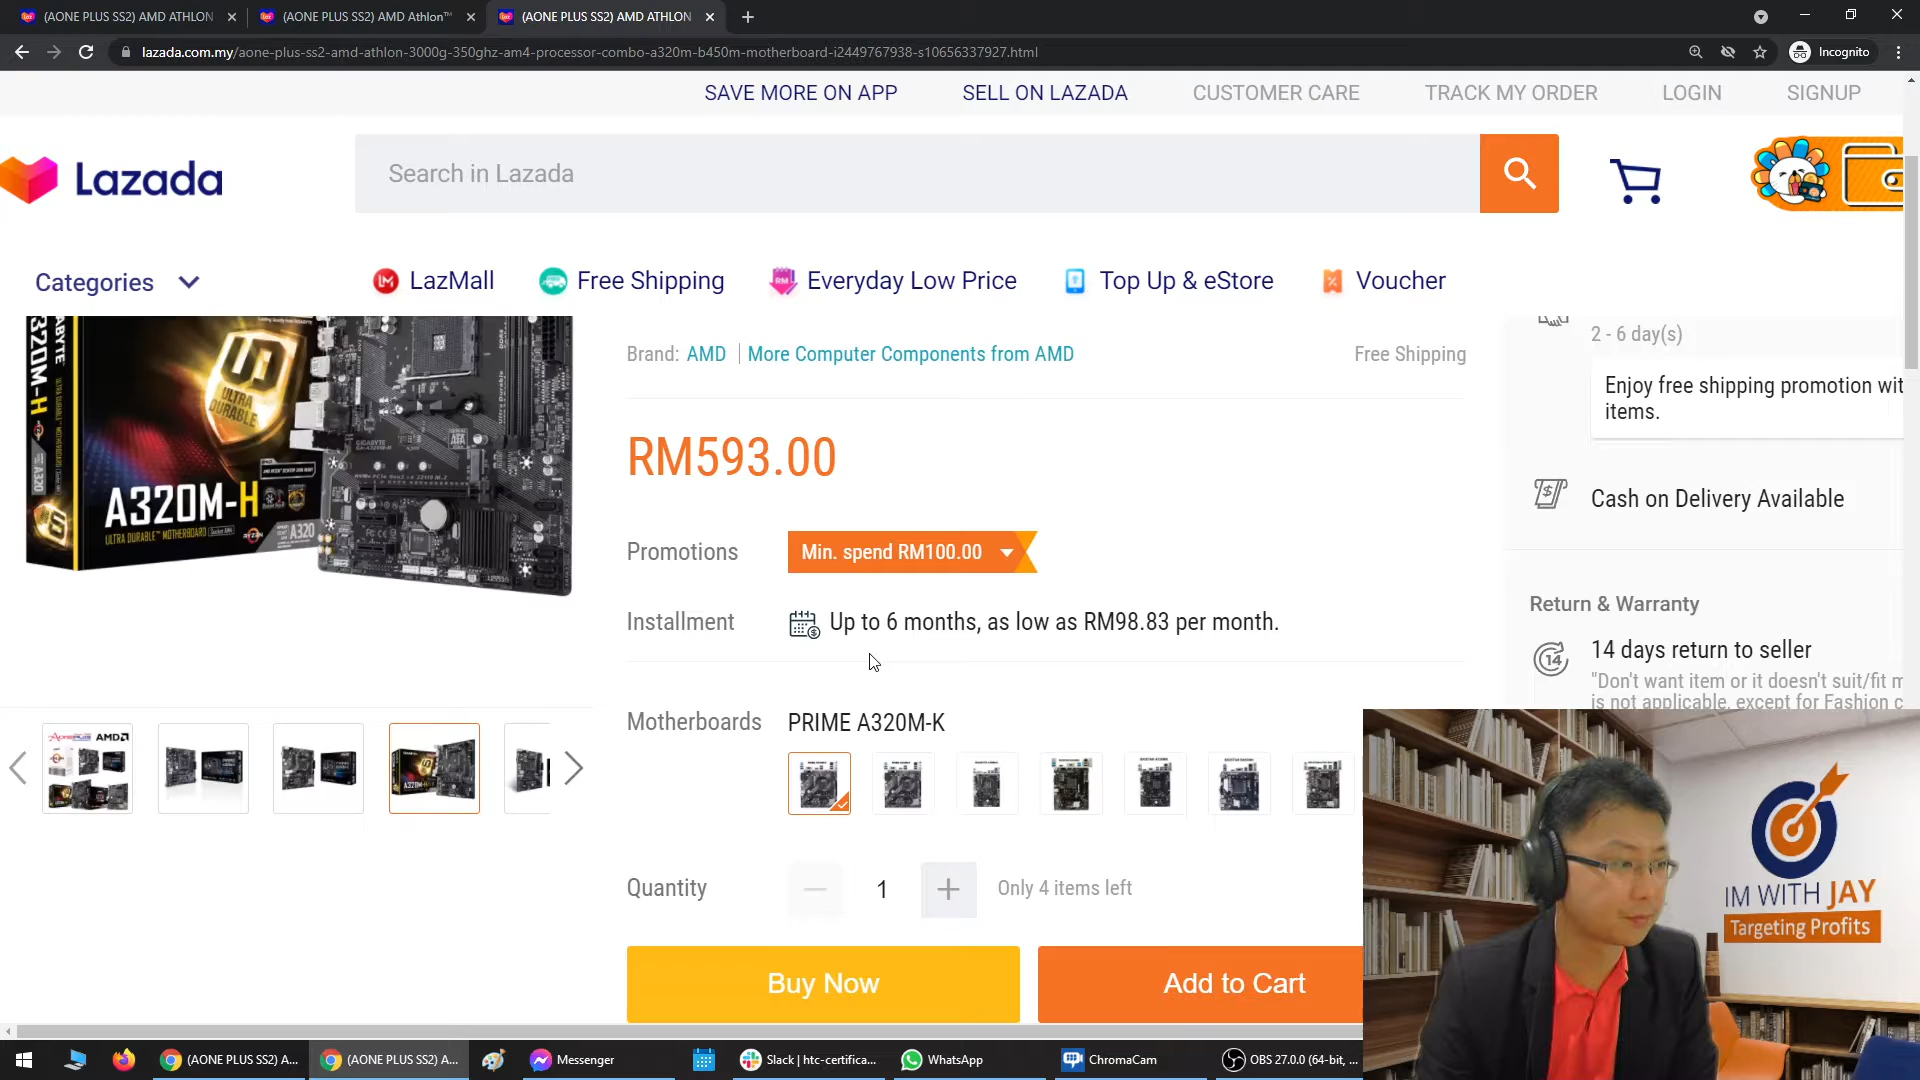 (AONE PLUS SS2) AMD ATHLON
(AONE PLUS SS2) AMD Athlon™
(AONE PLUS SS2) AMD ATHLON
lazada.com.my/aone-plus-ss2-amd-athlon-3000g-350ghz-am4-processor-combo-a320m-b450m-motherboard-i2449767938-s10656337927.html
Incognito
SAVE MORE ON APP
SELL ON LAZADA
CUSTOMER CARE
TRACK MY ORDER
LOGIN
SIGNUP
Lazada
Search in Lazada
Categories
LazMall
Free Shipping
Everyday Low Price
Top Up & eStore
Voucher
Brand: AMD
More Computer Components from AMD
Free Shipping
2 - 6 day(s)
Enjoy free shipping promotion wit
items.
RM593.00
Cash on Delivery Available
Promotions
Min. spend RM100.00
Installment
Up to 6 months, as low as RM98.83 per month.
Return & Warranty
14 days return to seller
"Don't want item or it doesn't suit/fit m
is not applicable, except for Fashion c
14
ULTRA
DURABLE
A320M-H
ULTRA DURABLE™ MOTHERBOARD
RYZEN
A320
AMD
Motherboards
PRIME A320M-K
Quantity
1
Only 4 items left
Buy Now
Add to Cart
IM WITH JAY
Targeting Profits
(AONE PLUS SS2) A...
(AONE PLUS SS2) A...
Messenger
Slack | htc-certifica...
WhatsApp
ChromaCam
OBS 27.0.0 (64-bit, ...